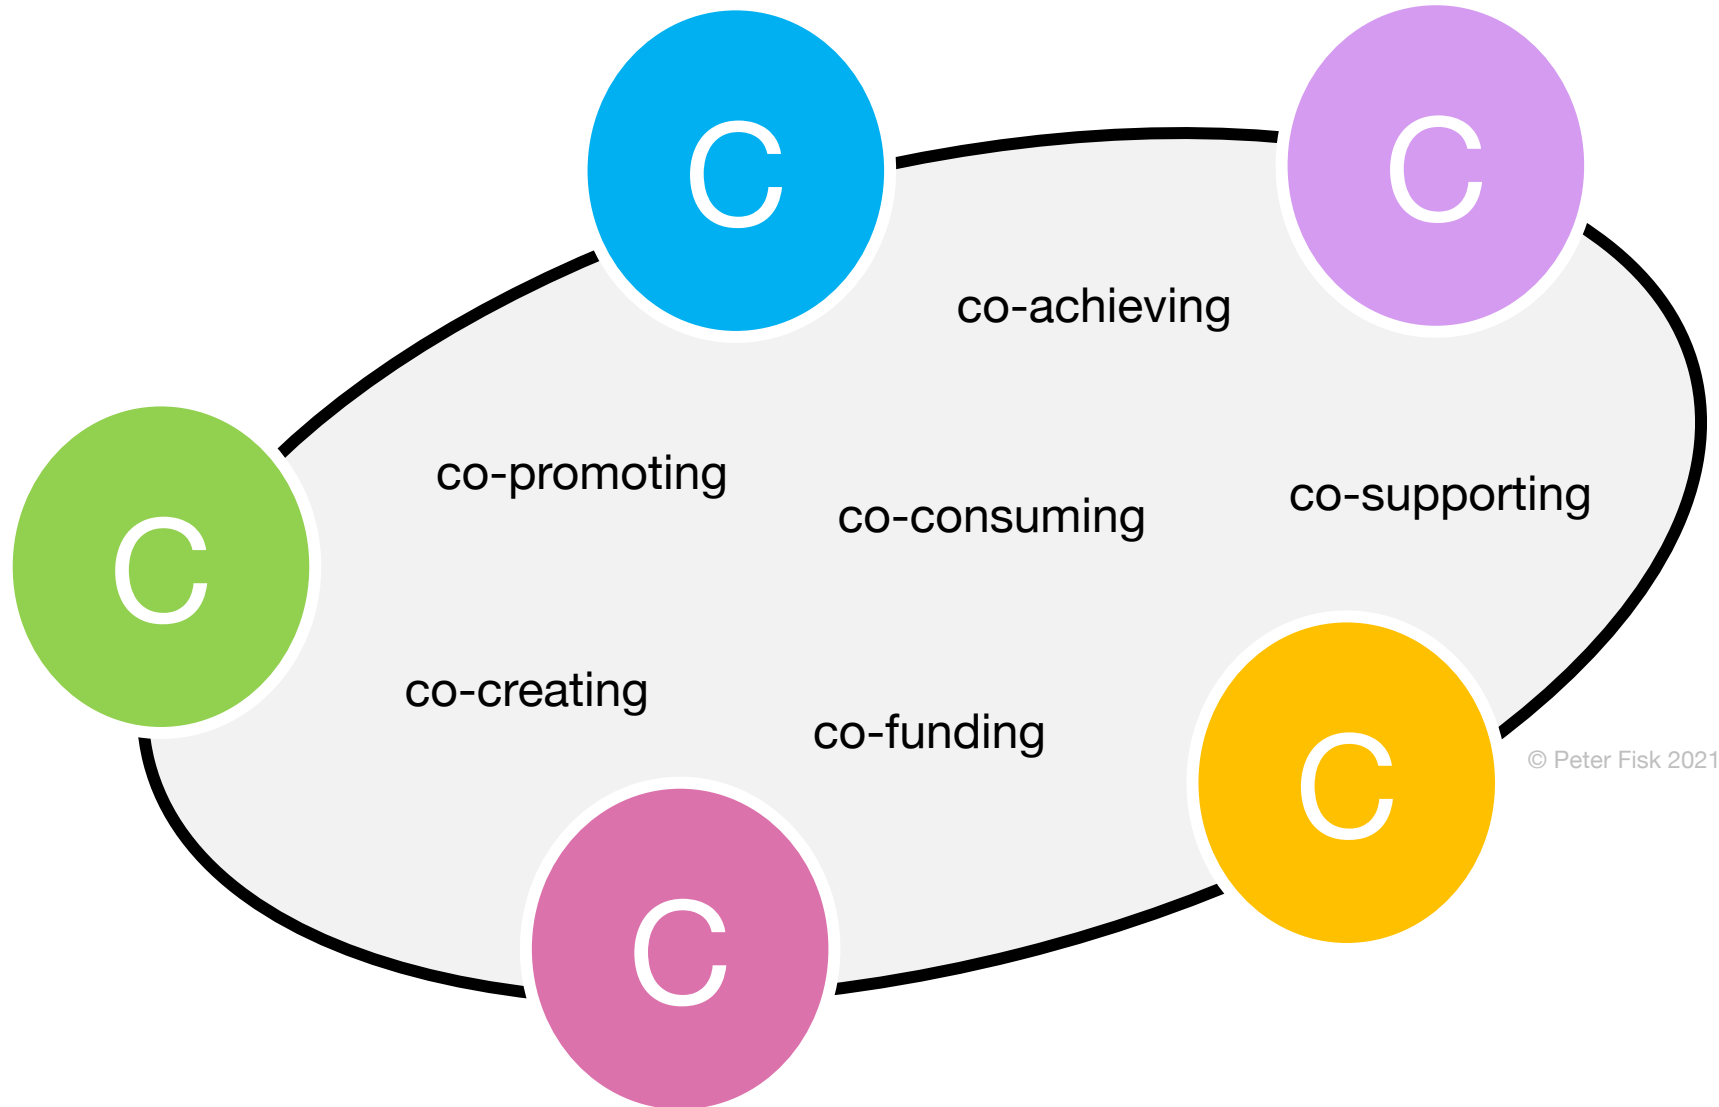 C
C
co-achieving
co-promoting
co-consuming
co-supporting
C
co-creating
co-funding
C
© Peter Fisk 2021
C